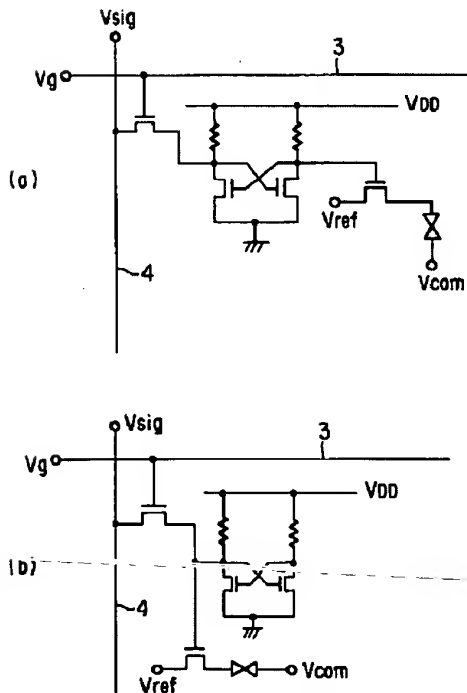 Vsig
Vg
3
VDD
(a)
Vref
4
Vcom
Vsig
Vg
3
VDD
(b)
4
Vref
Vcom